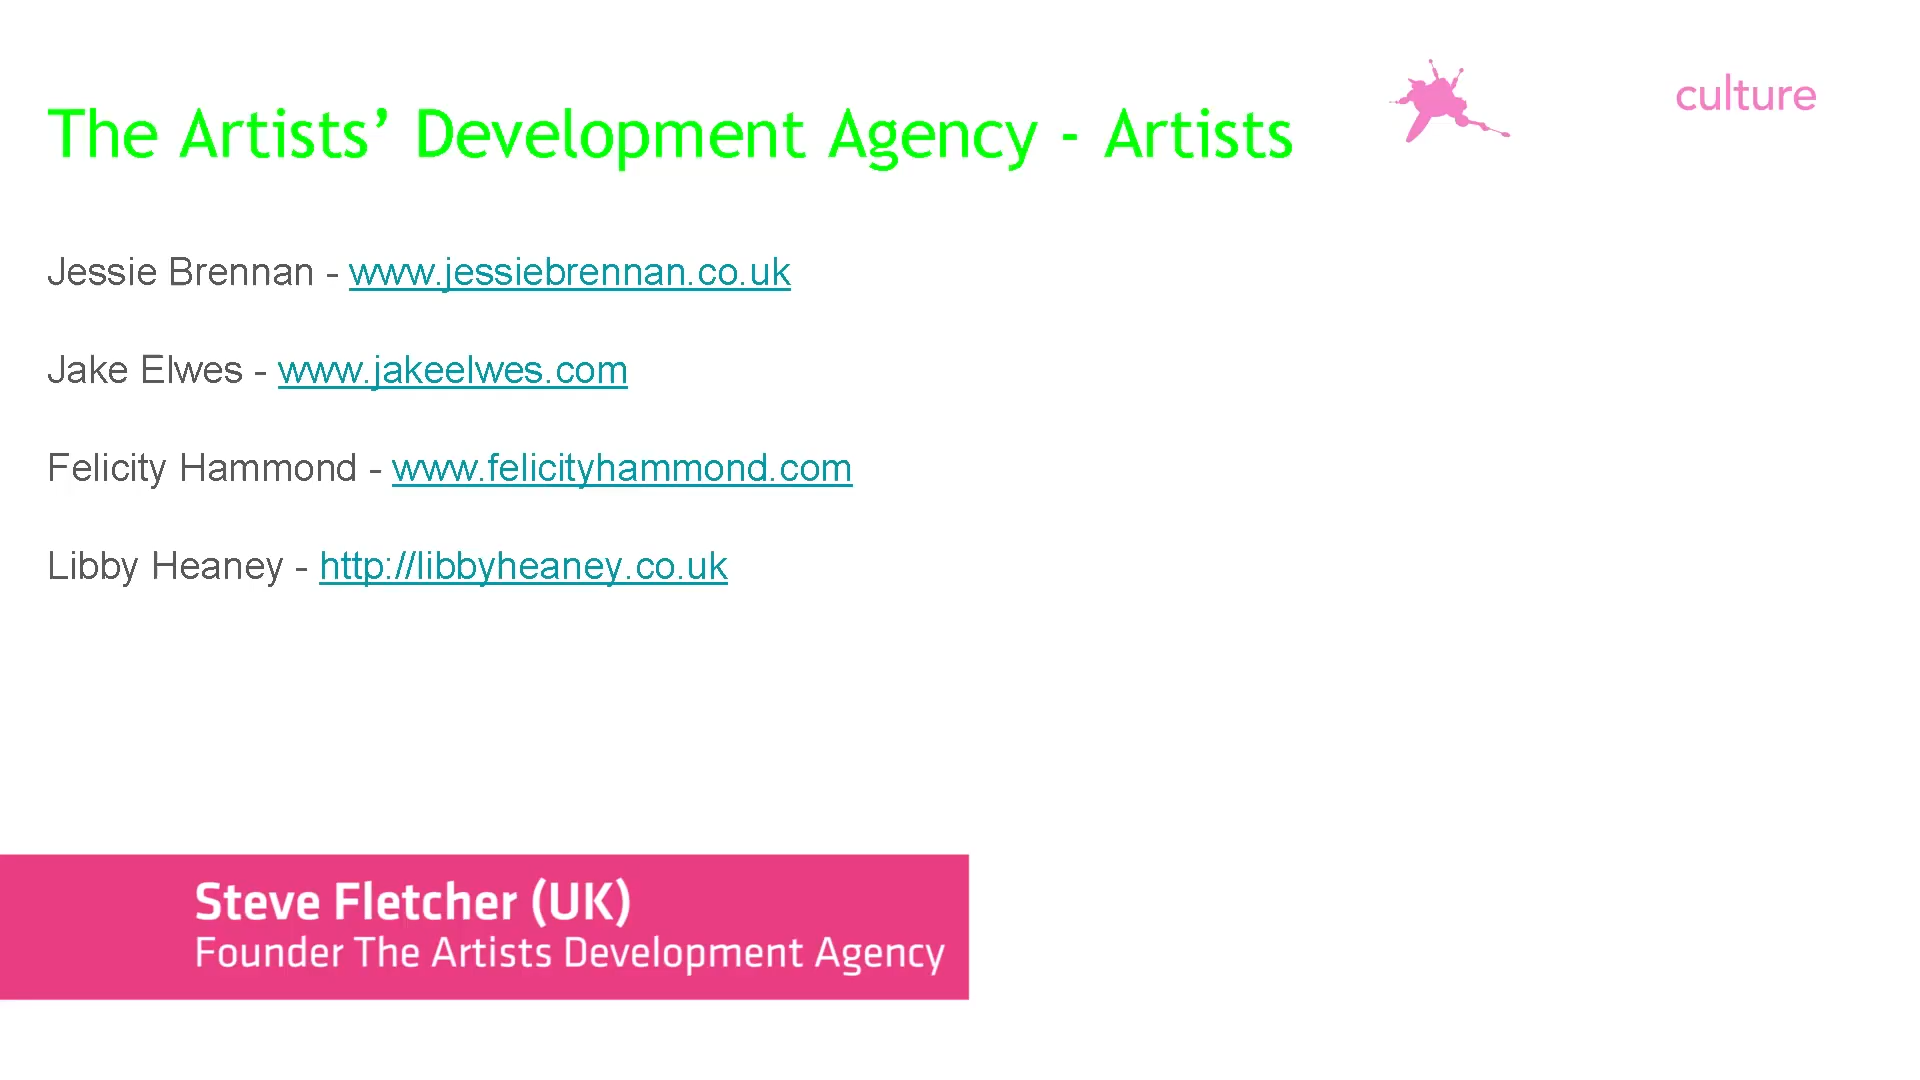 The Artists’ Development Agency - Artists
culture
Jessie Brennan - www.jessiebrennan.co.uk
Jake Elwes - www.jakeelwes.com
Felicity Hammond - www.felicityhammond.com
Libby Heaney - http://libbyheaney.co.uk
Steve Fletcher (UK)
Founder The Artists Development Agency